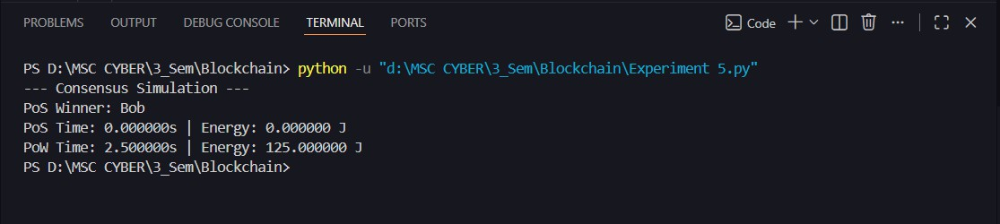 PROBLEMS OUTPUT DEBUG CONSOLE TERMINAL PORTS Code
PS D:\MSC CYBER\3_Sem\Blockchain> python -u "d:\MSC CYBER\3_Sem\Blockchain\Experiment 5.py"
--- Consensus Simulation ---
PoS Winner: Bob
PoS Time: 0.000000s | Energy: 0.000000 J
PoW Time: 2.500000s | Energy: 125.000000 J
PS D:\MSC CYBER\3_Sem\Blockchain>